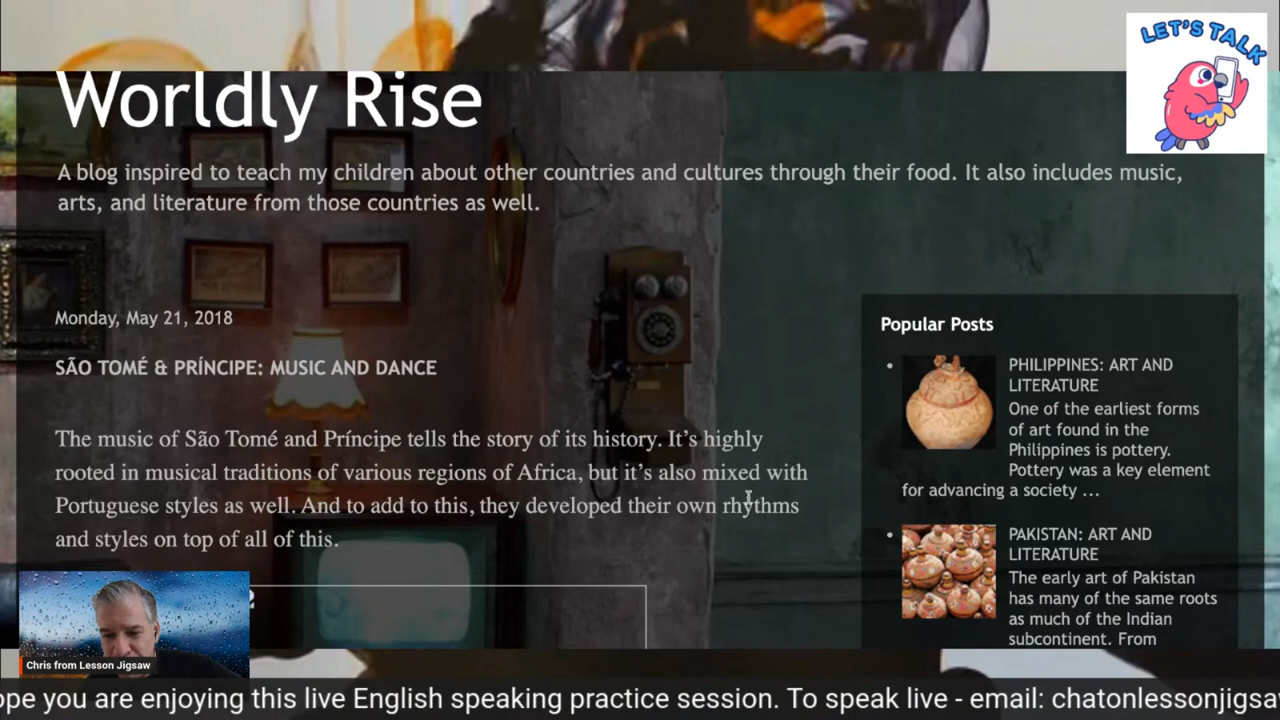 LET'S TALK
Worldly Rise
A blog inspired to teach my children about other countries and cultures through their food. It also includes music,
arts, and literature from those countries as well.
Monday, May 21, 2018
SÃO TOMÉ & PRÍNCIPE: MUSIC AND DANCE
The music of São Tomé and Príncipe tells the story of its history. It’s highly
rooted in musical traditions of various regions of Africa, but it’s also mixed with
Portuguese styles as well. And to add to this, they developed their own rhythms
and styles on top of all of this.
Popular Posts
PHILIPPINES: ART AND
LITERATURE
One of the earliest forms
of art found in the
Philippines is pottery.
Pottery was a key element
for advancing a society ...
PAKISTAN: ART AND
LITERATURE
The early art of Pakistan
has many of the same roots
as much of the Indian
subcontinent. From
Chris from Lesson Jigsaw
ope you are enjoying this live English speaking practice session. To speak live - email: chatonlessonjigsa